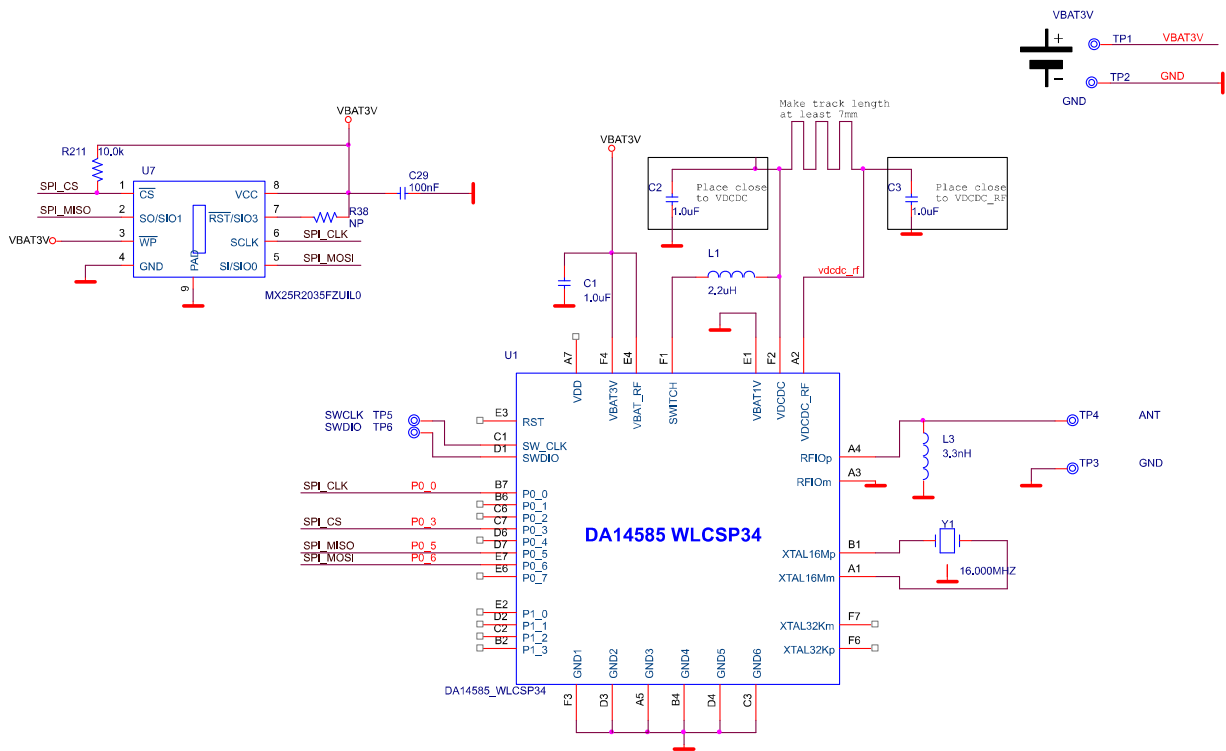 VBAT3V
TP1 VBAT3V
TP2 GND
GND
Make track length
at least 7mm
VBAT3V
R211 10.0k
U7
SPI_CS 1 CS
SPI_MISO 2 SO/SIO1
VBAT3V 3 WP
4 GND
8 VCC
7 RST/SIO3
6 SCLK SPI_CLK
5 SI/SIO0 SPI_MOSI
PAD
9
MX25R2035FZUIL0
C29
100nF
R38
NP
VBAT3V
C2
1.0uF
Place close
to VDCDC
C3
1.0uF
Place close
to VDCDC_RF
L1
2.2uH
vdcdc_rf
C1
1.0uF
U1
A7 VDD
F4 VBAT3V
E4 VBAT_RF
F1 SWITCH
E1 VBAT1V
F2 VDCDC
A2 VDCDC_RF
SWCLK TP5
SWDIO TP6
E3 RST
C1 SW_CLK
D1 SWDIO
SPI_CLK P0_0 B7 P0_0
B6 P0_1
C6 P0_2
SPI_CS P0_3 C7 P0_3
D6 P0_4
SPI_MISO P0_5 D7 P0_5
SPI_MOSI P0_6 E7 P0_6
E6 P0_7
E2 P1_0
D2 P1_1
C2 P1_2
B2 P1_3
DA14585 WLCSP34
RFIOp A4
RFIOm A3
L3
3.3nH
TP4 ANT
TP3 GND
XTAL16Mp B1
XTAL16Mm A1
Y1
16.000MHZ
XTAL32Km F7
XTAL32Kp F6
GND1 F3
GND2 D3
GND3 A5
GND4 B4
GND5 D4
GND6 C3
DA14585_WLCSP34